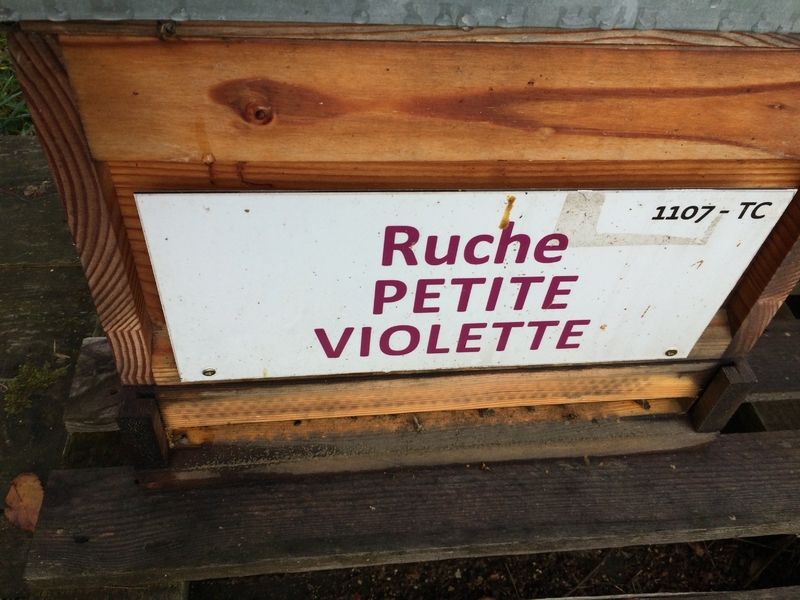 1107 - TC
Ruche
PETITE
VIOLETTE